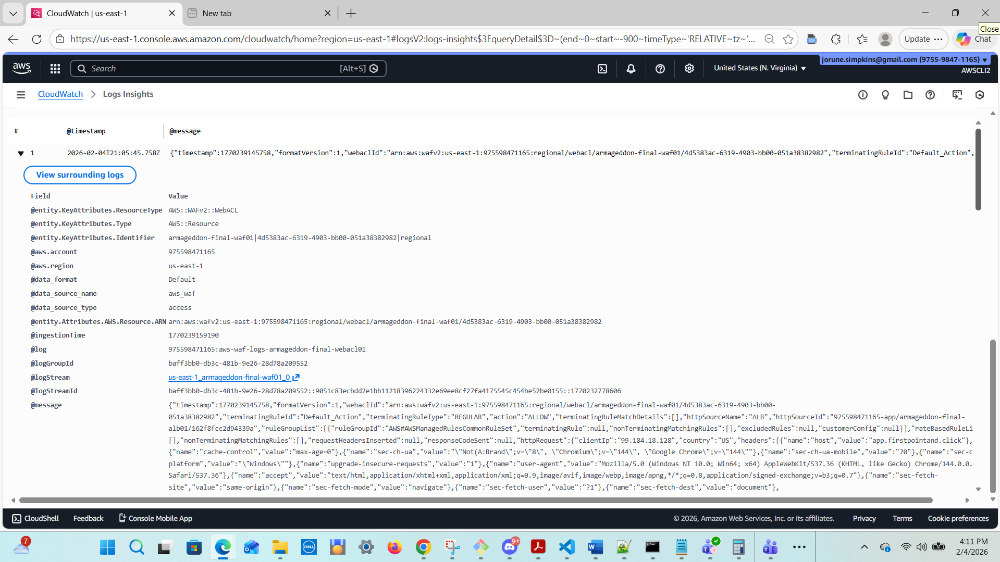 CloudWatch | us-east-1
New tab
Close
https://us-east-1.console.aws.amazon.com/cloudwatch/home?region=us-east-1#logsV2:logs-insights$3FqueryDetail$3D~(end~0~start~-900~timeType~'RELATIVE~tz~'...
Update
Chat
aws
Search
[Alt+S]
United States (N. Virginia)
jorune.simpkins@gmail.com (9755-9847-1165)
AWSCLI2
CloudWatch > Logs Insights
# @timestamp @message
1 2026-02-04T21:05:45.758Z {"timestamp":1770239145758,"formatVersion":1,"webaclId":"arn:aws:wafv2:us-east-1:975598471165:regional/webacl/armageddon-final-waf01/4d5383ac-6319-4903-bb00-051a38382982","terminatingRuleId":"Default_Action",
View surrounding logs
Field Value
@entity.KeyAttributes.ResourceType AWS::WAFv2::WebACL
@entity.KeyAttributes.Type AWS::Resource
@entity.KeyAttributes.Identifier armageddon-final-waf01|4d5383ac-6319-4903-bb00-051a38382982|regional
@aws.account 975598471165
@aws.region us-east-1
@data_format Default
@data_source_name aws_waf
@data_source_type access
@entity.Attributes.AWS.Resource.ARN arn:aws:wafv2:us-east-1:975598471165:regional/webacl/armageddon-final-waf01/4d5383ac-6319-4903-bb00-051a38382982
@ingestionTime 1770239159190
@log 975598471165:aws-waf-logs-armageddon-final-webacl01
@logGroupId baff3bb0-db3c-481b-9e26-28d78a209552
@logStream us-east-1_armageddon-final-waf01_0
@logStreamId baff3bb0-db3c-481b-9e26-28d78a209552::9051c83ecbdd2e1bb11218396224332e69ee8cf27fa4175545c454be52be0155::1770232778606
@message {"timestamp":1770239145758,"formatVersion":1,"webaclId":"arn:aws:wafv2:us-east-1:975598471165:regional/webacl/armageddon-final-waf01/4d5383ac-6319-4903-bb00-
051a38382982","terminatingRuleId":"Default_Action","terminatingRuleType":"REGULAR","action":"ALLOW","terminatingRuleMatchDetails":[],"httpSourceName":"ALB","httpSourceId":"975598471165-app/armageddon-final-
alb01/162f8fcc2d94339a","ruleGroupList":[{"ruleGroupId":"AWS#AWSManagedRulesCommonRuleSet","terminatingRule":null,"nonTerminatingMatchingRules":[],"excludedRules":null,"customerConfig":null}],"rateBasedRuleLi
[],"nonTerminatingMatchingRules":[],"requestHeadersInserted":null,"responseCodeSent":null,"httpRequest":{"clientIp":"99.184.18.128","country":"US","headers":[{"name":"host","value":"app.firstpointand.click"},
{"name":"cache-control","value":"max-age=0"},{"name":"sec-ch-ua","value":"\"Not(A:Brand\";v=\"8\", \"Chromium\";v=\"144\", \"Google Chrome\";v=\"144\""},{"name":"sec-ch-ua-mobile","value":"?0"},{"name":"sec-c
platform","value":"\"Windows\""},{"name":"upgrade-insecure-requests","value":"1"},{"name":"user-agent","value":"Mozilla/5.0 (Windows NT 10.0; Win64; x64) AppleWebKit/537.36 (KHTML, like Gecko) Chrome/144.0.0.
Safari/537.36"},{"name":"accept","value":"text/html,application/xhtml+xml,application/xml;q=0.9,image/avif,image/webp,image/apng,*/*;q=0.8,application/signed-exchange;v=b3;q=0.7"},{"name":"sec-fetch-
site","value":"same-origin"},{"name":"sec-fetch-mode","value":"navigate"},{"name":"sec-fetch-user","value":"?1"},{"name":"sec-fetch-dest","value":"document"},
CloudShell Feedback Console Mobile App © 2026, Amazon Web Services, Inc. or its affiliates. Privacy Terms Cookie preferences
7
DELL
9+
4:11 PM
2/4/2026